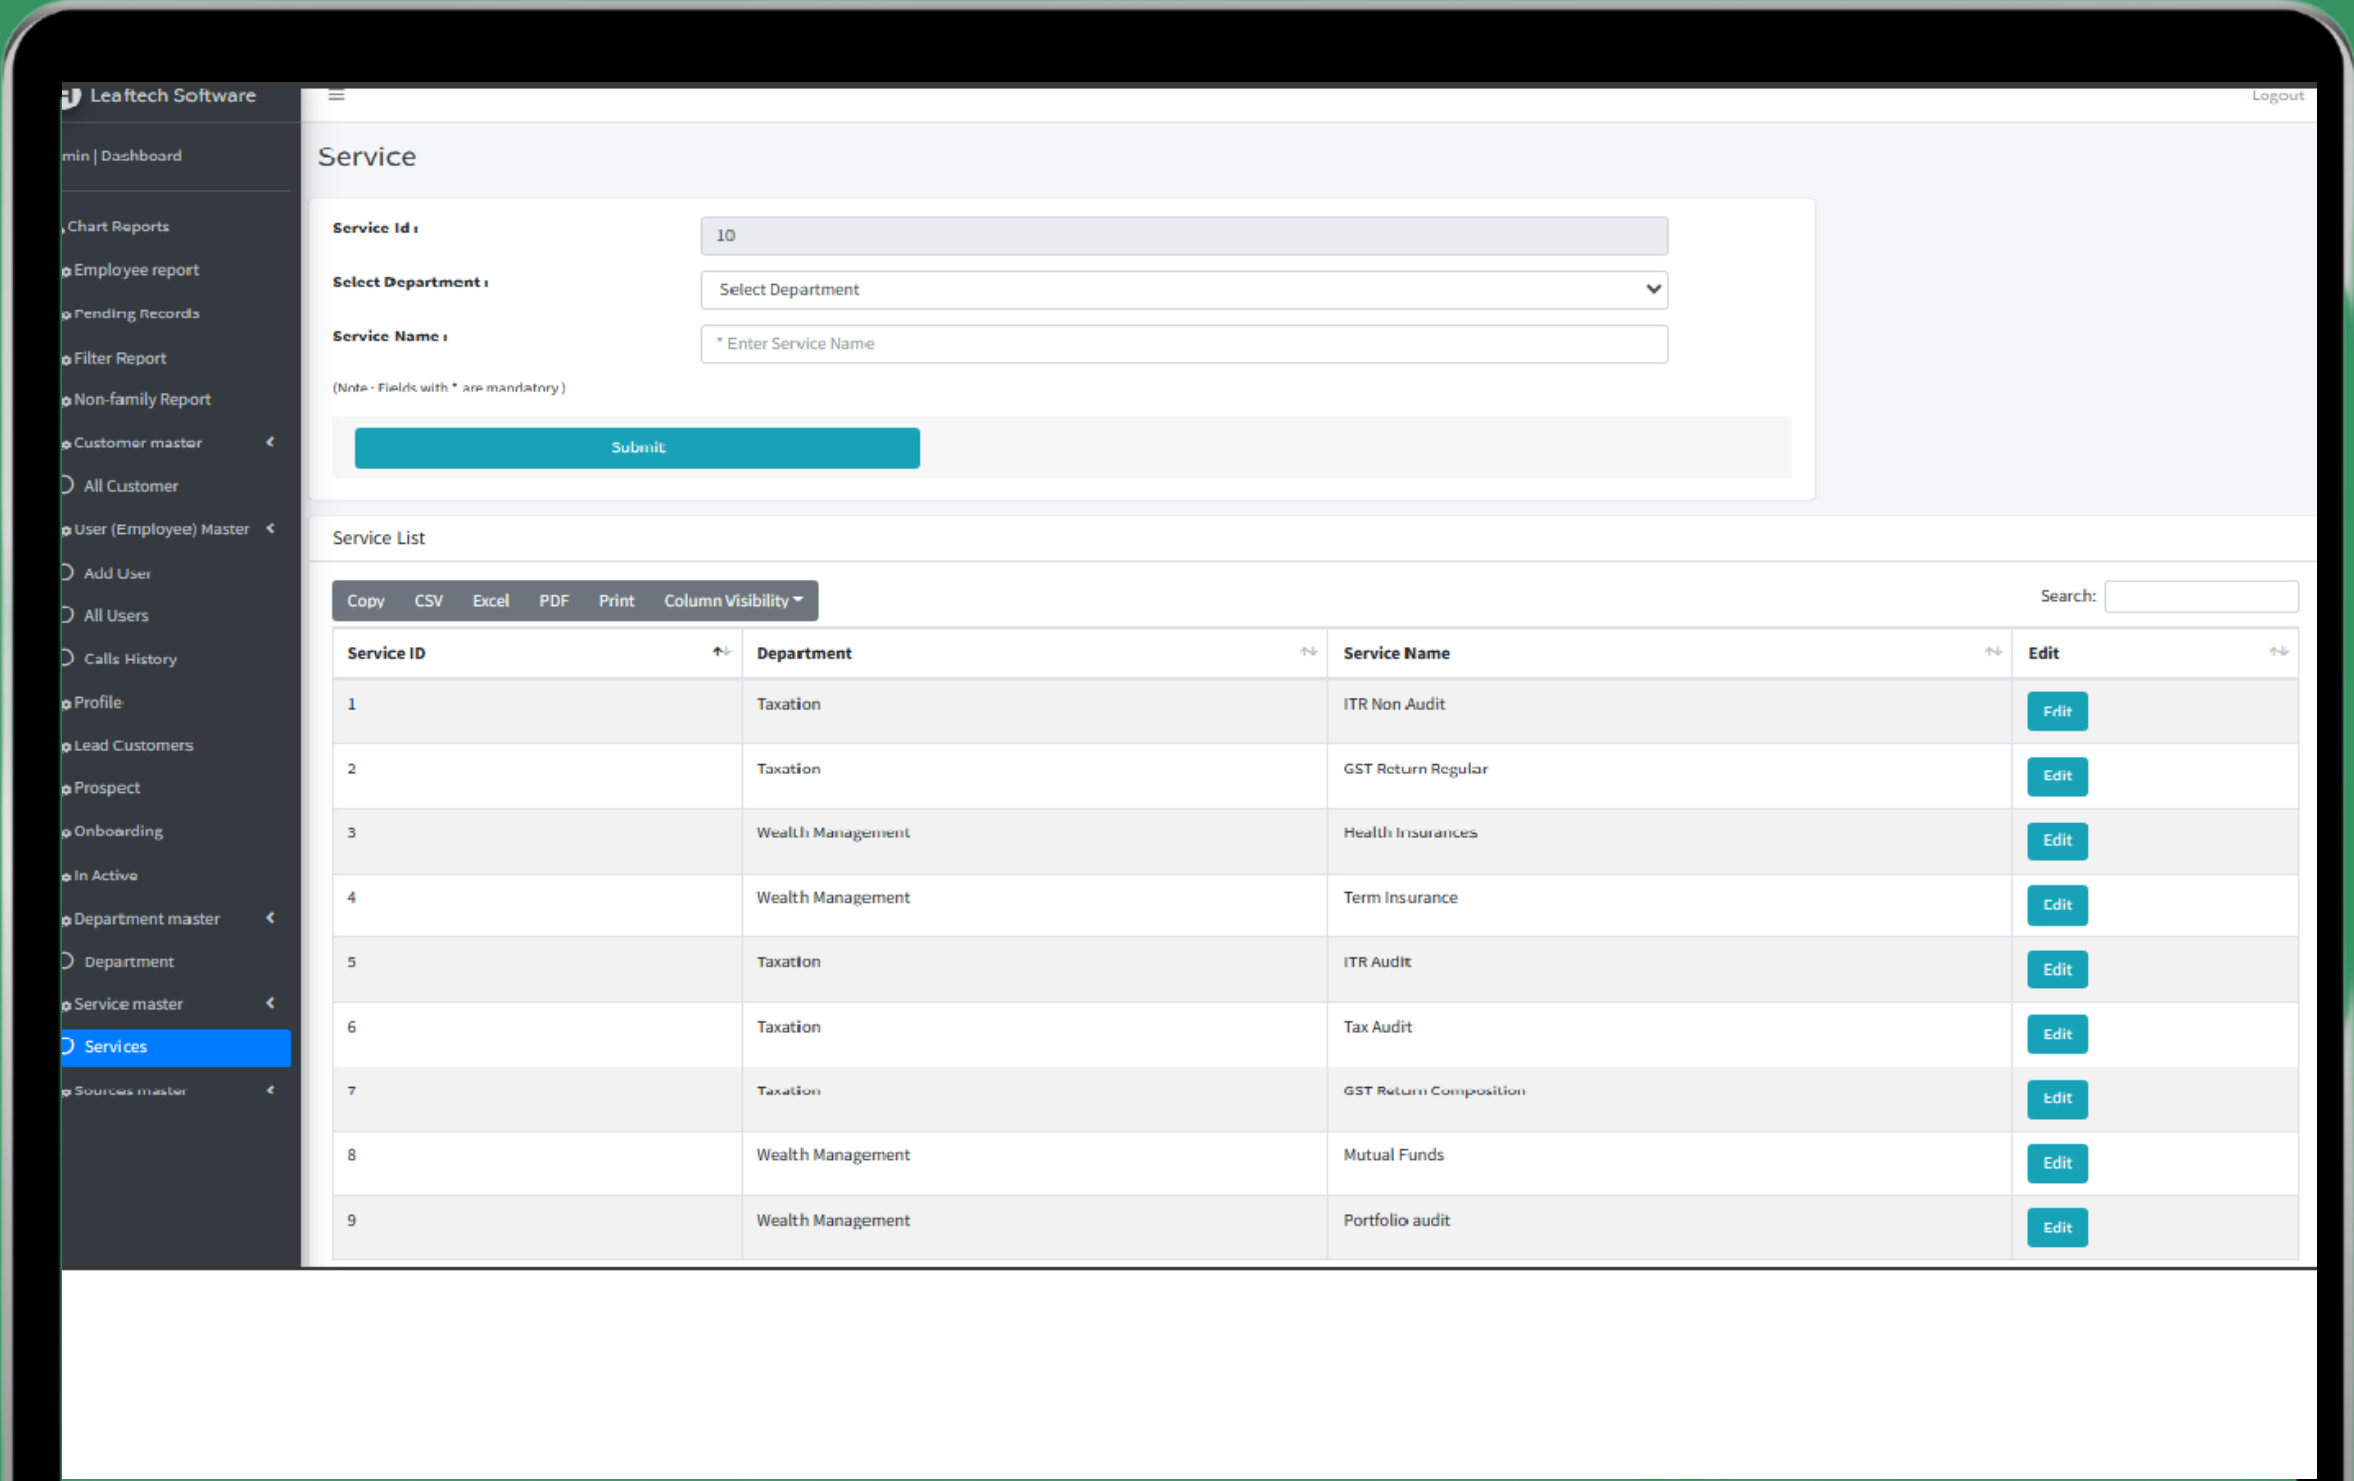 Leaftech Software
Logout
min | Dashboard
Chart Reports
Employee report
Pending Records
Filter Report
Non-family Report
Customer master
All Customer
User (Employee) Master
Add User
All Users
Calls History
Profile
Lead Customers
Prospect
Onboarding
In Active
Department master
Department
Service master
Services
Sources master
Service
Service Id : 10
Select Department : Select Department
Service Name : * Enter Service Name
(Note : Fields with * are mandatory )
Submit
Service List
Copy CSV Excel PDF Print Column Visibility Search:
Service ID Department Service Name Edit
1 Taxation ITR Non Audit Edit
2 Taxation GST Return Regular Edit
3 Wealth Management Health Insurances Edit
4 Wealth Management Term Insurance Edit
5 Taxation ITR Audit Edit
6 Taxation Tax Audit Edit
7 Taxation GST Return Composition Edit
8 Wealth Management Mutual Funds Edit
9 Wealth Management Portfolio audit Edit